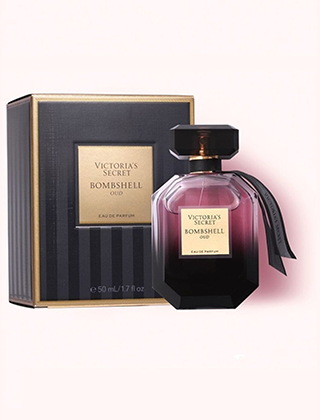 VICTORIA'S
SECRET
BOMBSHELL
OUD
EAU DE PARFUM
e 50 mL/1.7 fl oz
VICTORIA'S
SECRET
BOMBSHELL
OUD
EAU DE PARFUM